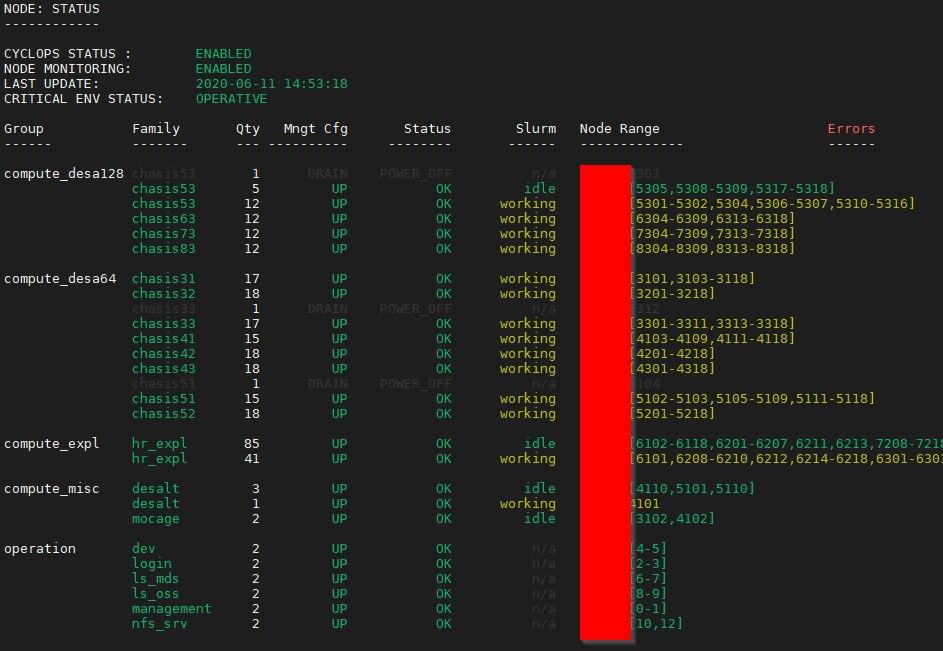 NODE: STATUS
------------
CYCLOPS STATUS :        ENABLED
NODE MONITORING:        ENABLED
LAST UPDATE:            2020-06-11 14:53:18
CRITICAL ENV STATUS:    OPERATIVE
Group           Family       Qty   Mngt Cfg       Status        Slurm   Node Range                     Errors
------          -------      --- ----------     --------       ------   -------------                  ------
compute_desa128 chasis53       1      DRAIN    POWER_OFF          n/a   303
chasis53       5         UP           OK         idle   [5305,5308-5309,5317-5318]
chasis53      12         UP           OK      working   [5301-5302,5304,5306-5307,5310-5316]
chasis63      12         UP           OK      working   [6304-6309,6313-6318]
chasis73      12         UP           OK      working   [7304-7309,7313-7318]
chasis83      12         UP           OK      working   [8304-8309,8313-8318]
compute_desa64  chasis31      17         UP           OK      working   [3101,3103-3118]
chasis32      18         UP           OK      working   [3201-3218]
chasis33       1      DRAIN    POWER_OFF          n/a   312
chasis33      17         UP           OK      working   [3301-3311,3313-3318]
chasis41      15         UP           OK      working   [4103-4109,4111-4118]
chasis42      18         UP           OK      working   [4201-4218]
chasis43      18         UP           OK      working   [4301-4318]
chasis51       1      DRAIN    POWER_OFF          n/a   104
chasis51      15         UP           OK      working   [5102-5103,5105-5109,5111-5118]
chasis52      18         UP           OK      working   [5201-5218]
compute_expl    hr_expl       85         UP           OK         idle   [6102-6118,6201-6207,6211,6213,7208-7218
hr_expl       41         UP           OK      working   [6101,6208-6210,6212,6214-6218,6301-6303
compute_misc    desalt         3         UP           OK         idle   [4110,5101,5110]
desalt         1         UP           OK      working   4101
mocage         2         UP           OK         idle   [3102,4102]
operation       dev            2         UP           OK          n/a   [4-5]
login          2         UP           OK          n/a   [2-3]
ls_mds         2         UP           OK          n/a   [6-7]
ls_oss         2         UP           OK          n/a   [8-9]
management     2         UP           OK          n/a   [0-1]
nfs_srv        2         UP           OK          n/a   [10,12]